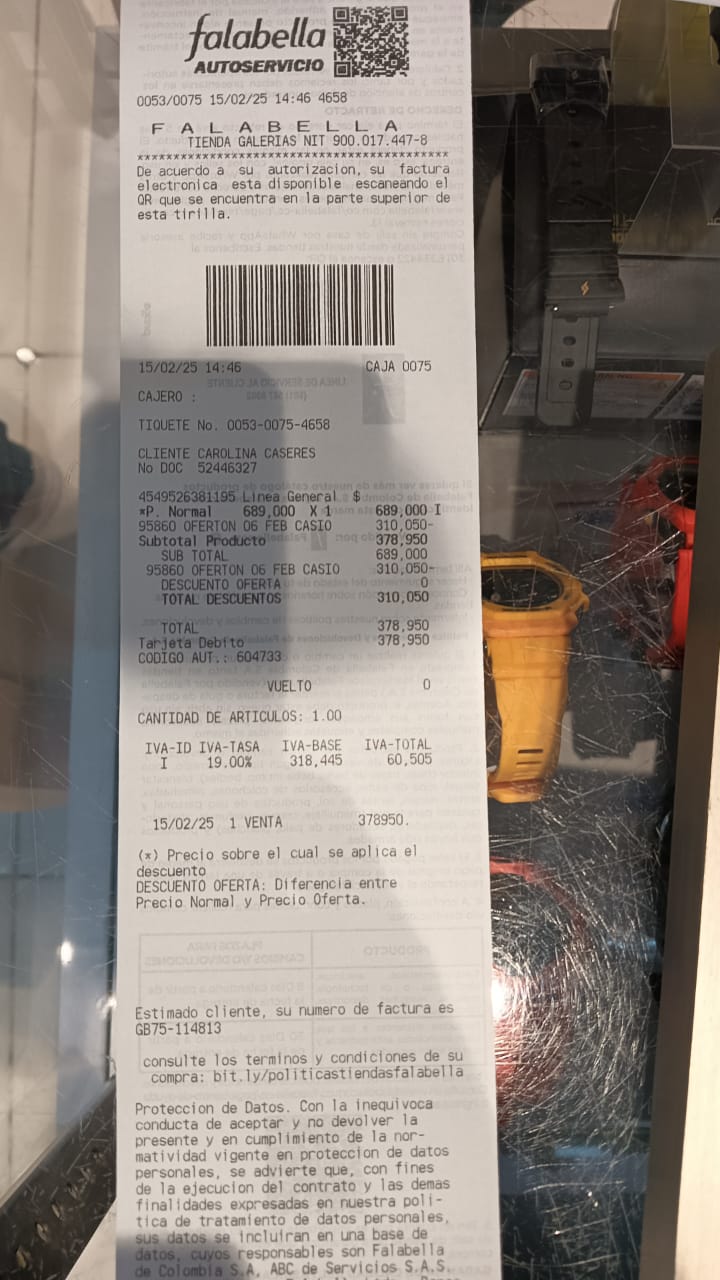 falabella
AUTOSERVICIO
0053/0075 15/02/25 14:46 4658
F A L A B E L L A
TIENDA GALERIAS NIT 900.017.447-8
*******************************************
De acuerdo a su autorizacion, su factura
electronica esta disponible escaneando el
QR que se encuentra en la parte superior de
esta tirilla.
15/02/25 14:46 CAJA 0075
CAJERO :
TIQUETE No. 0053-0075-4658
CLIENTE CAROLINA CASERES
No DOC 52446327
4549526381195 Linea General $
*P. Normal 689,000 X 1 689,000 I
95860 OFERTON 06 FEB CASIO 310,050-
Subtotal Producto 378,950
SUB TOTAL 689,000
95860 OFERTON 06 FEB CASIO 310,050-
DESCUENTO OFERTA 0
TOTAL DESCUENTOS 310,050
TOTAL 378,950
Tarjeta Debito 378,950
CODIGO AUT.: 604733
VUELTO 0
CANTIDAD DE ARTICULOS: 1.00
IVA-ID IVA-TASA IVA-BASE IVA-TOTAL
I 19.00% 318,445 60,505
15/02/25 1 VENTA 378950.
(*) Precio sobre el cual se aplica el
descuento
DESCUENTO OFERTA: Diferencia entre
Precio Normal y Precio Oferta.
Estimado cliente, su numero de factura es
GB75-114813
consulte los terminos y condiciones de su
compra: bit.ly/politicastiendasfalabella
Proteccion de Datos. Con la inequivoca
conducta de aceptar y no devolver la
presente y en cumplimiento de la nor-
matividad vigente en proteccion de datos
personales, se advierte que, con fines
de la ejecucion del contrato y las demas
finalidades expresadas en nuestra poli-
tica de tratamiento de datos personales,
sus datos se incluiran en una base de
datos, cuyos responsables son Falabella
de Colombia S.A, ABC de Servicios S.A.S.